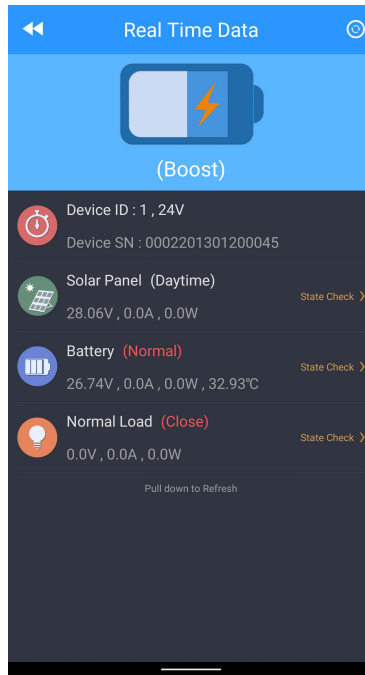 Real Time Data
(Boost)
Device ID : 1 , 24V
Device SN : 0002201301200045
Solar Panel (Daytime)
State Check
28.06V , 0.0A , 0.0W
Battery (Normal)
State Check
26.74V , 0.0A , 0.0W , 32.93℃
Normal Load (Close)
State Check
0.0V , 0.0A , 0.0W
Pull down to Refresh